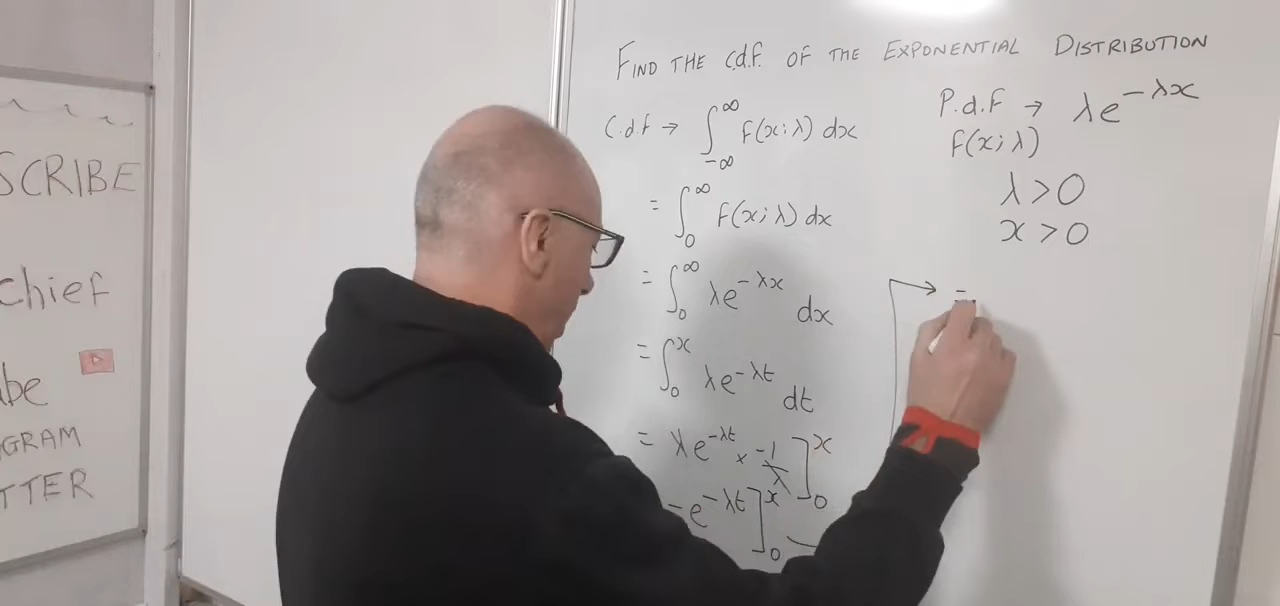 SCRIBE
chief
be
GRAM
TTER
FIND THE C.d.f. OF THE EXPONENTIAL DISTRIBUTION
C.d.f → ∫_{-∞}^{∞} f(x; λ) dx
= ∫_0^∞ f(x; λ) dx
= ∫_0^∞ λe^{-λx} dx
= ∫_0^x λe^{-λt} dt
= λe^{-λt} × -1/λ ]_0^x
-e^{-λt} ]_0^x
P.d.f → λe^{-λx}
f(x; λ)
λ > 0
x > 0
→ =